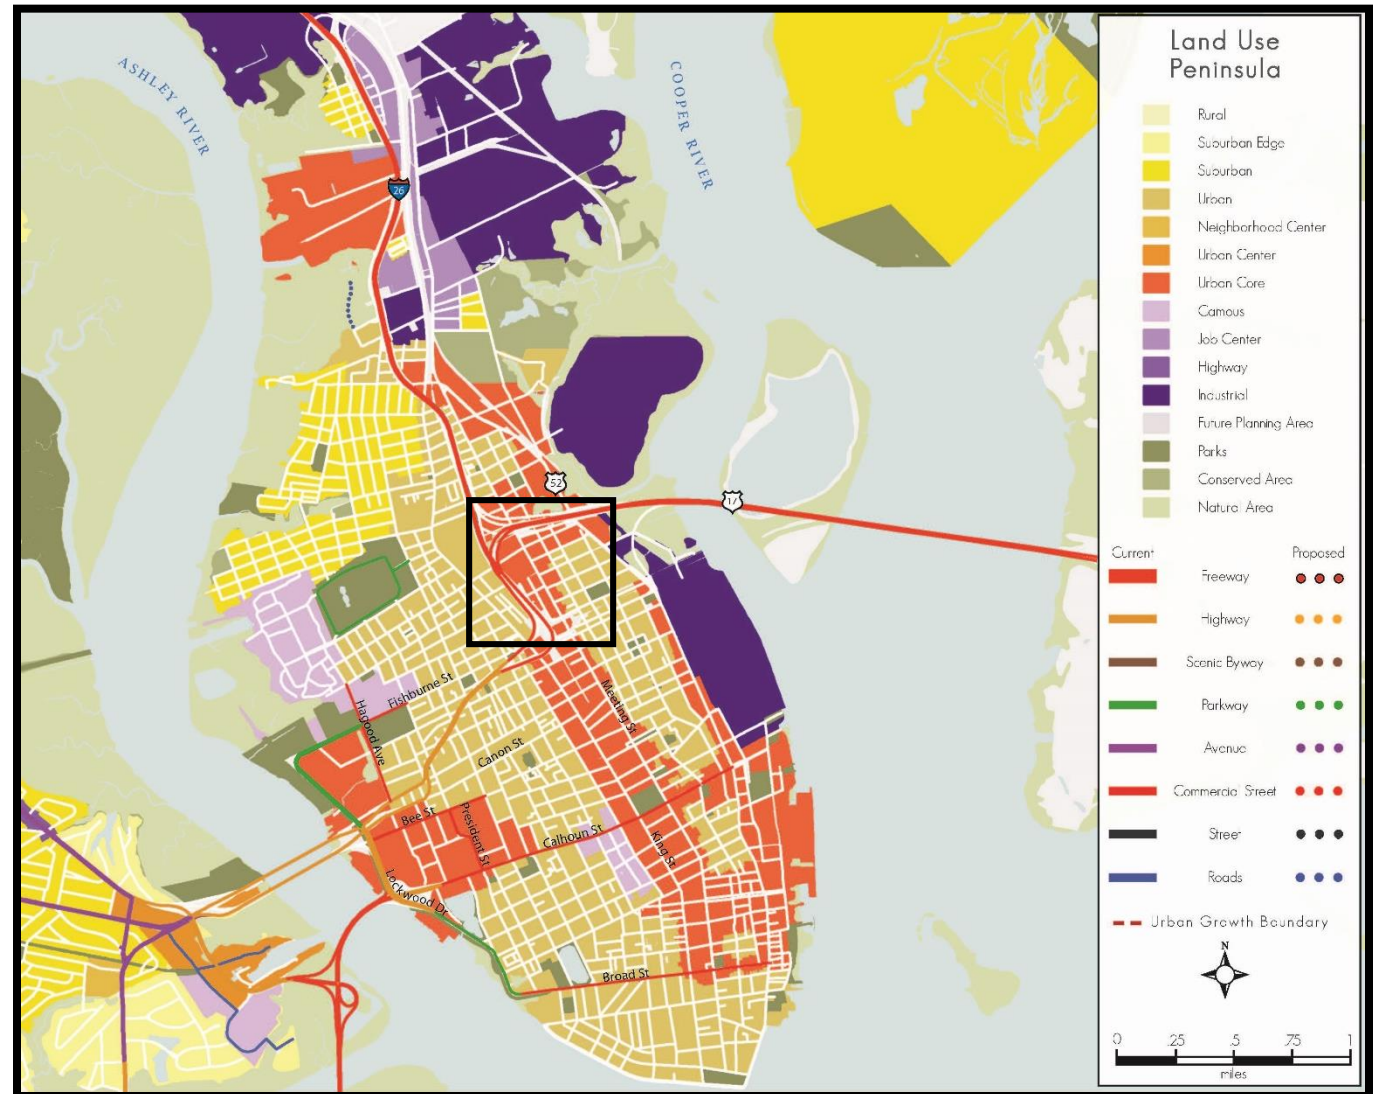 Land Use
Peninsula
Rural
Suburban Edge
Suburban
Urban
Neighborhood Center
Urban Center
Urban Core
Camous
Job Center
Highway
Industrial
Future Planning Area
Parks
Conserved Area
Natural Area
Current
Proposed
Freeway
Highway
Scenic Byway
Parkway
Avenue
Commercial Street
Street
Roads
Urban Growth Boundary
N
0 .25 .5 .75 1
miles
ASHLEY RIVER
COOPER RIVER
26
52
17
Fishburne St
Hagood Ave
Meeting St
Canon St
Bee St
President St
Calhoun St
King St
Lockwood Dr
Broad St